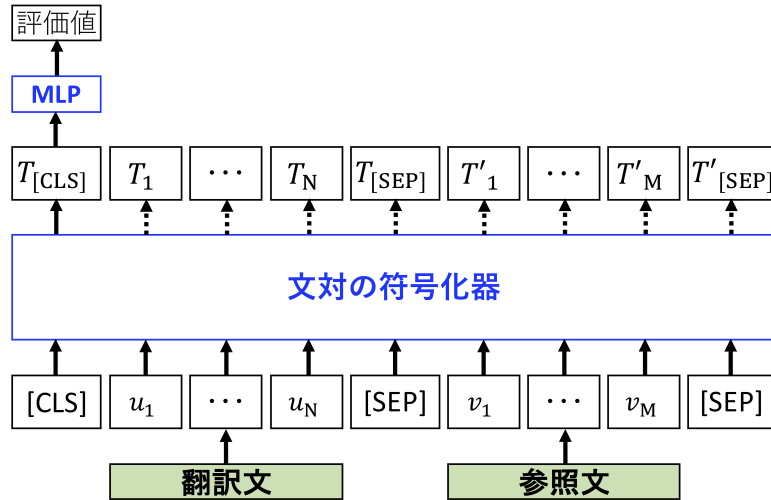 評価値
MLP
T[CLS] T1 ··· TN T[SEP] T′1 ··· T′M T′[SEP]
文対の符号化器
[CLS] u1 ··· uN [SEP] v1 ··· vM [SEP]
翻訳文 参照文